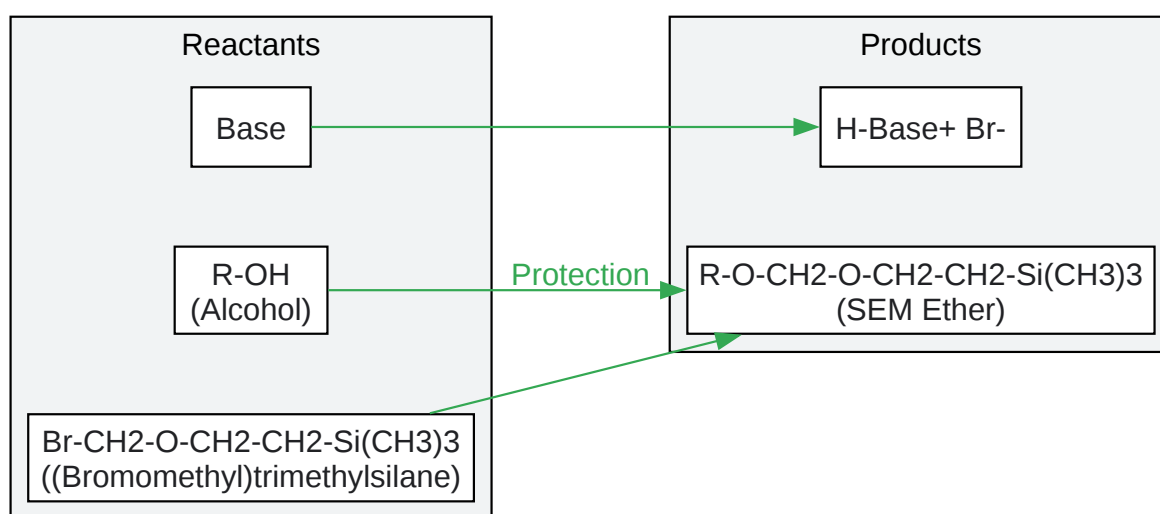 Reactants
Products
Base
H-Base+ Br-
R-OH
(Alcohol)
Protection
R-O-CH2-O-CH2-CH2-Si(CH3)3
(SEM Ether)
Br-CH2-O-CH2-CH2-Si(CH3)3
((Bromomethyl)trimethylsilane)